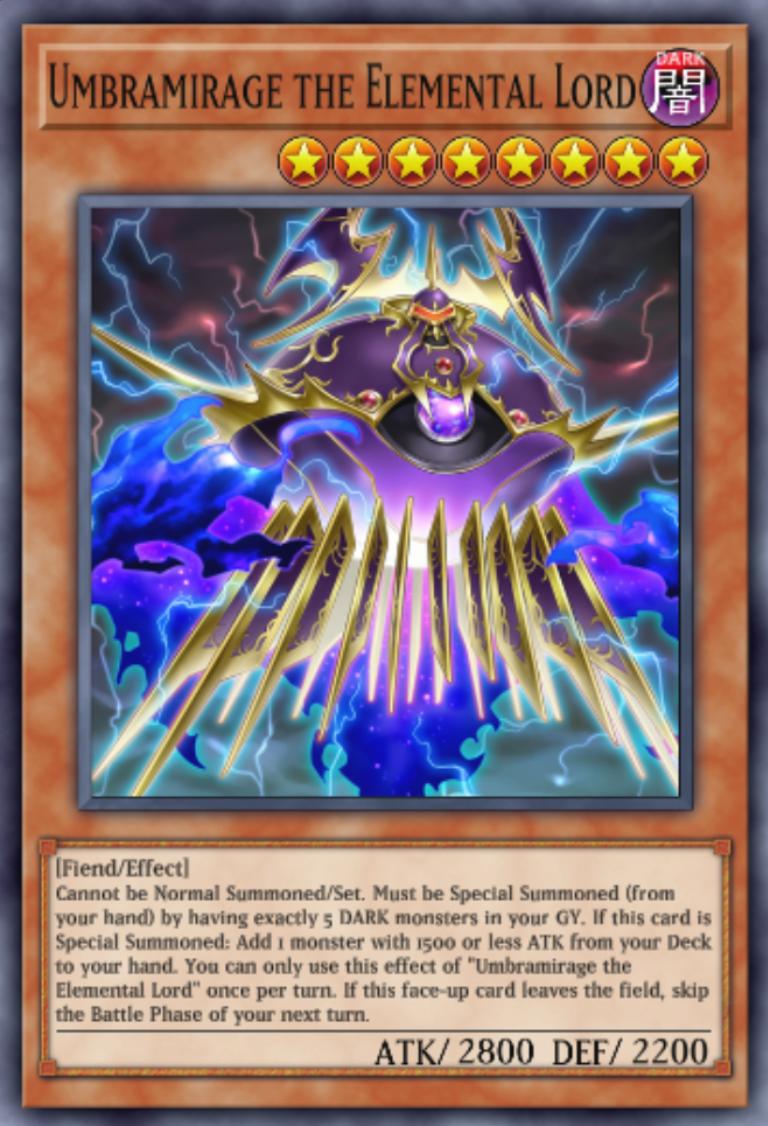 Umbramirage the Elemental Lord
DARK
闇
[Fiend/Effect]
Cannot be Normal Summoned/Set. Must be Special Summoned (from
your hand) by having exactly 5 DARK monsters in your GY. If this card is
Special Summoned: Add 1 monster with 1500 or less ATK from your Deck
to your hand. You can only use this effect of "Umbramirage the
Elemental Lord" once per turn. If this face-up card leaves the field, skip
the Battle Phase of your next turn.
ATK/ 2800 DEF/ 2200